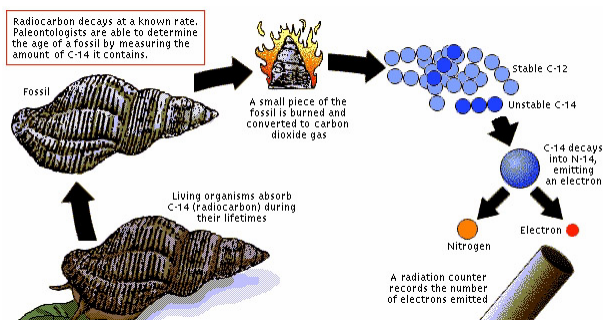 Radiocarbon decays at a known rate.
Paleontologists are able to determine
the age of a fossil by measuring the
amount of C-14 it contains.
Fossil
A small piece of the
fossil is burned and
converted to carbon
dioxide gas
Stable C-12
Unstable C-14
C-14 decays
into N-14,
emitting
an electron
Living organisms absorb
C-14 (radiocarbon) during
their lifetimes
Nitrogen
Electron
A radiation counter
records the number
of electrons emitted